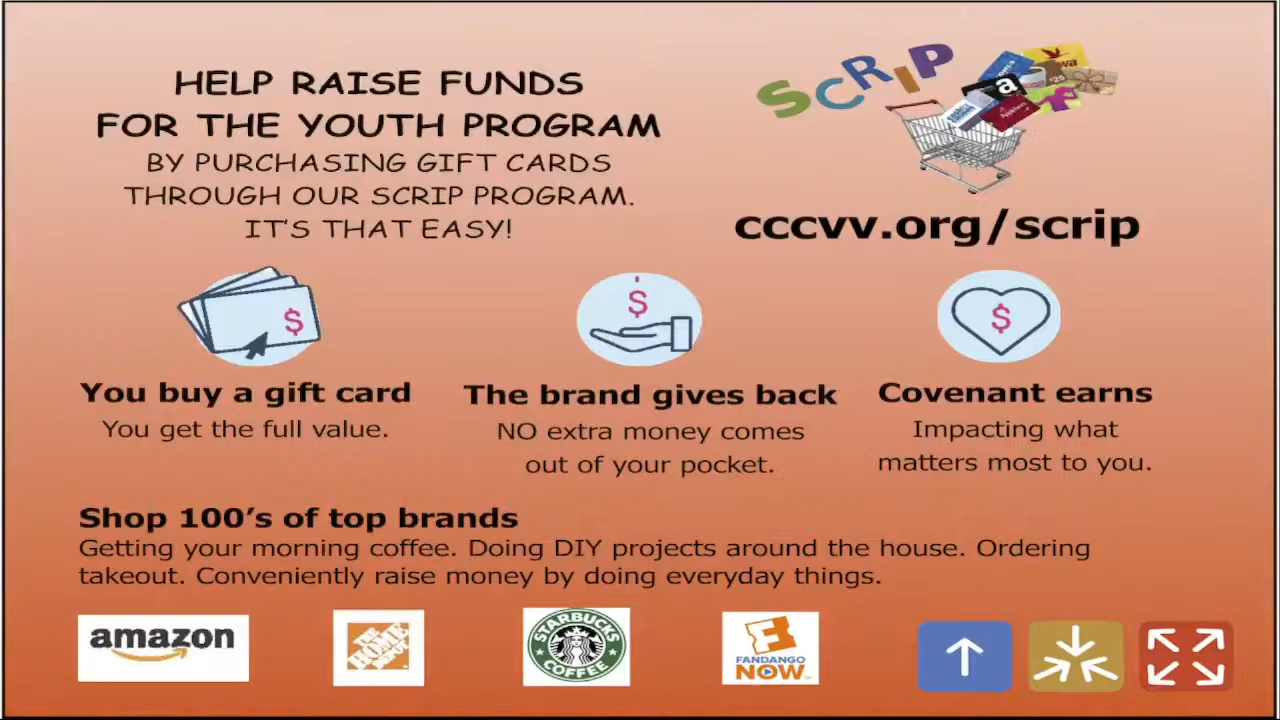 HELP RAISE FUNDS
FOR THE YOUTH PROGRAM
BY PURCHASING GIFT CARDS
THROUGH OUR SCRIP PROGRAM.
IT'S THAT EASY!
SCRIP
cccvv.org/scrip
$
$
$
You buy a gift card
You get the full value.
The brand gives back
NO extra money comes
out of your pocket.
Covenant earns
Impacting what
matters most to you.
Shop 100's of top brands
Getting your morning coffee. Doing DIY projects around the house. Ordering
takeout. Conveniently raise money by doing everyday things.
amazon
THE
HOME
DEPOT
STARBUCKS
COFFEE
FANDANGO
NOW